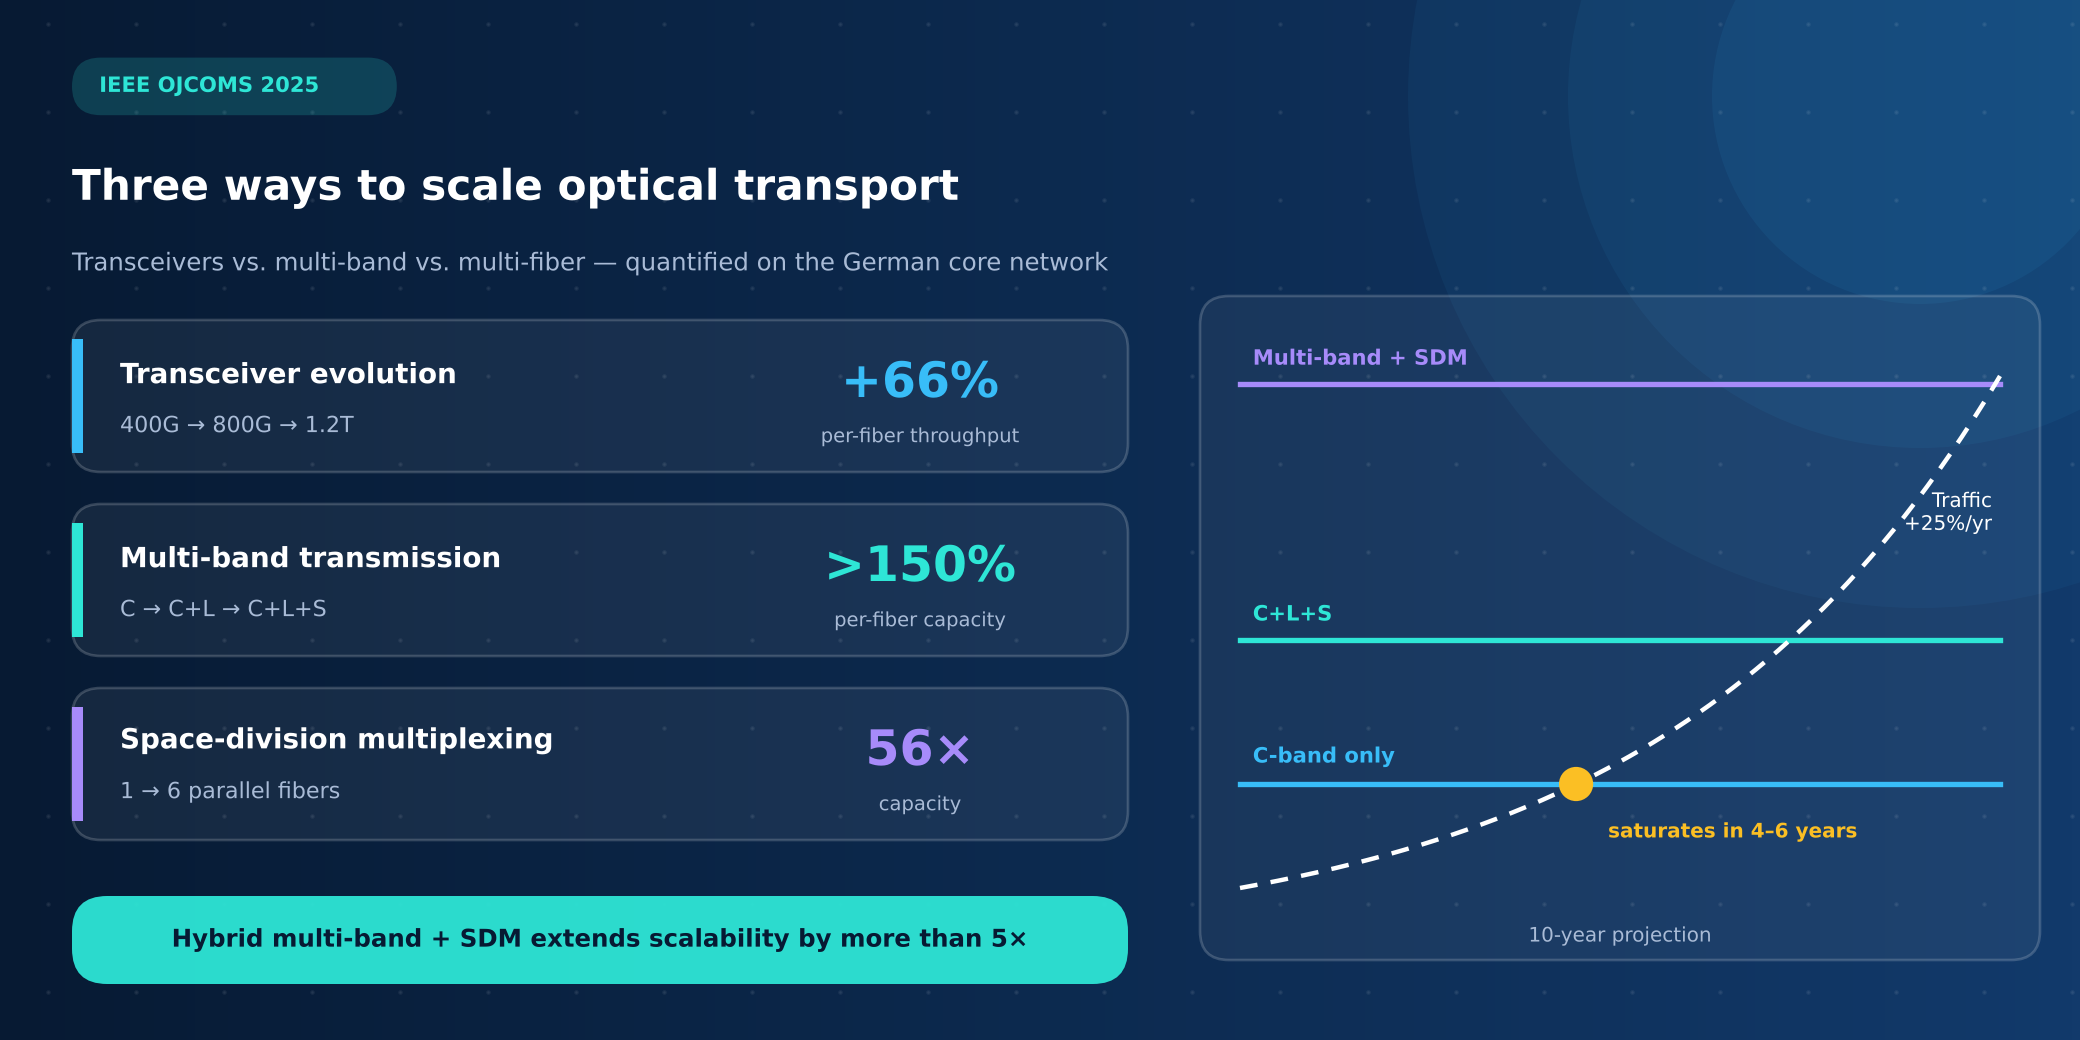 IEEE OJCOMS 2025
Three ways to scale optical transport
Transceivers vs. multi-band vs. multi-fiber — quantified on the German core network
Transceiver evolution
400G → 800G → 1.2T
+66%
per-fiber throughput
Multi-band transmission
C → C+L → C+L+S
>150%
per-fiber capacity
Space-division multiplexing
1 → 6 parallel fibers
56×
capacity
Hybrid multi-band + SDM extends scalability by more than 5×
Multi-band + SDM
Traffic
+25%/yr
C+L+S
C-band only
saturates in 4–6 years
10-year projection